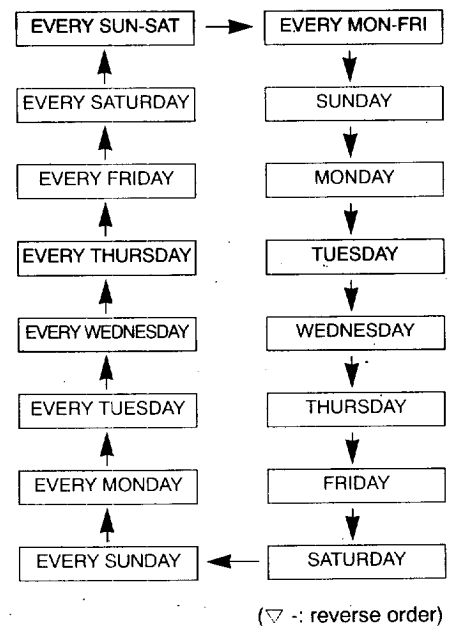 EVERY SUN-SAT
EVERY MON-FRI
EVERY SATURDAY
SUNDAY
EVERY FRIDAY
MONDAY
EVERY THURSDAY
TUESDAY
EVERY WEDNESDAY
WEDNESDAY
EVERY TUESDAY
THURSDAY
EVERY MONDAY
FRIDAY
EVERY SUNDAY
SATURDAY
(▽ -: reverse order)